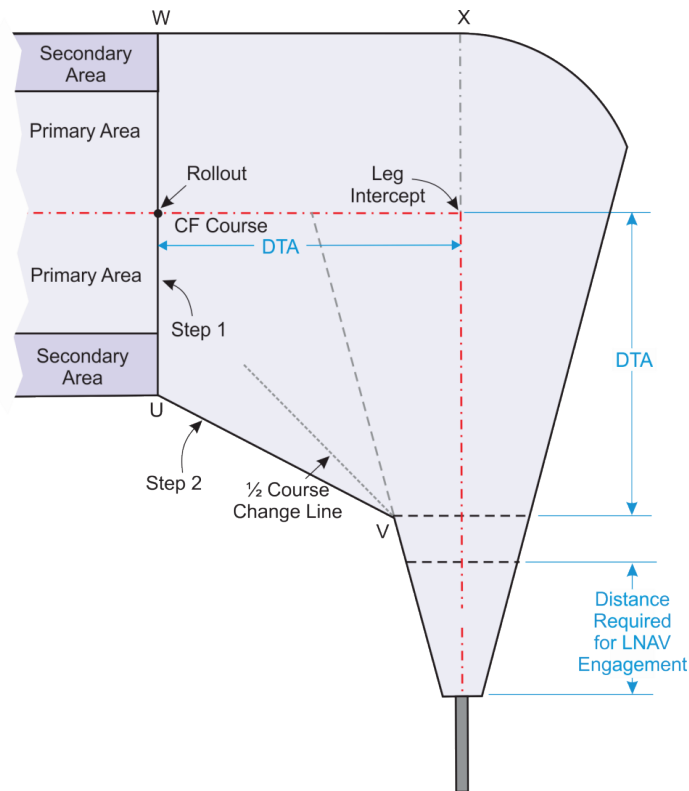 W
X
Secondary
Area
Primary Area
Rollout
Leg
Intercept
CF Course
DTA
Primary Area
Step 1
DTA
Secondary
Area
U
Step 2
½ Course
Change Line
V
Distance
Required
for LNAV
Engagement